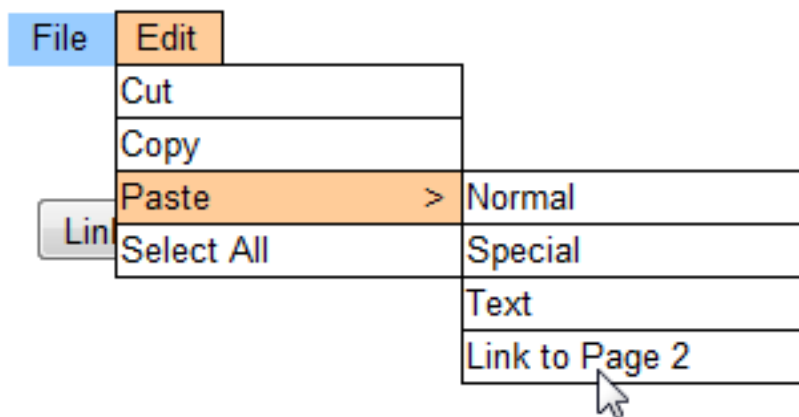 File Edit
Cut
Copy
Paste > Normal
Select All Special
Text
Link to Page 2